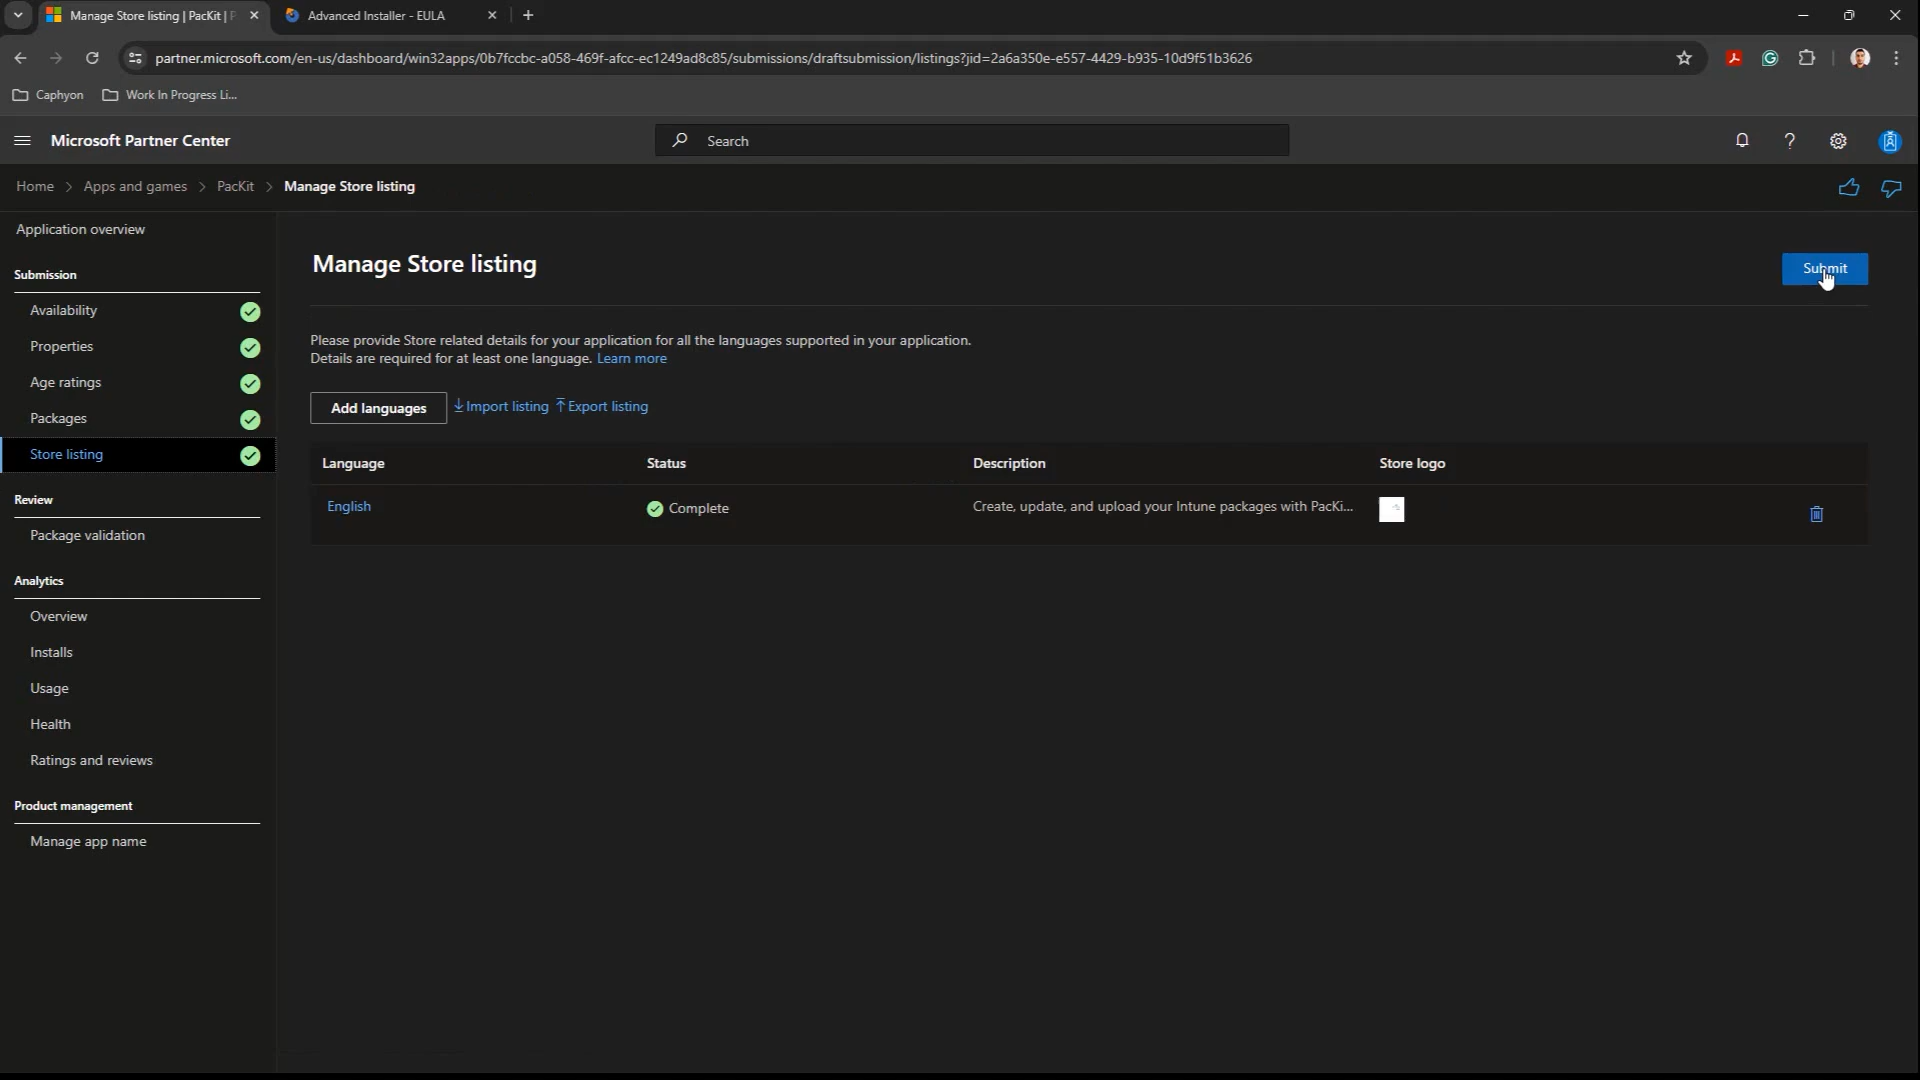 Manage Store listing | PacKit |
Advanced Installer - EULA
partner.microsoft.com/en-us/dashboard/win32apps/0b7fccbc-a058-469f-afcc-ec1249ad8c85/submissions/draftsubmission/listings?jid=2a6a350e-e557-4429-b935-10d9f51b3626
Caphyon
Work In Progress Li...
Microsoft Partner Center
Search
Home > Apps and games > PacKit > Manage Store listing
Application overview
Submission
Availability
Properties
Age ratings
Packages
Store listing
Review
Package validation
Analytics
Overview
Installs
Usage
Health
Ratings and reviews
Product management
Manage app name
Manage Store listing
Submit
Please provide Store related details for your application for all the languages supported in your application.
Details are required for at least one language. Learn more
Add languages Import listing Export listing
Language Status Description Store logo
English Complete Create, update, and upload your Intune packages with PacKi...